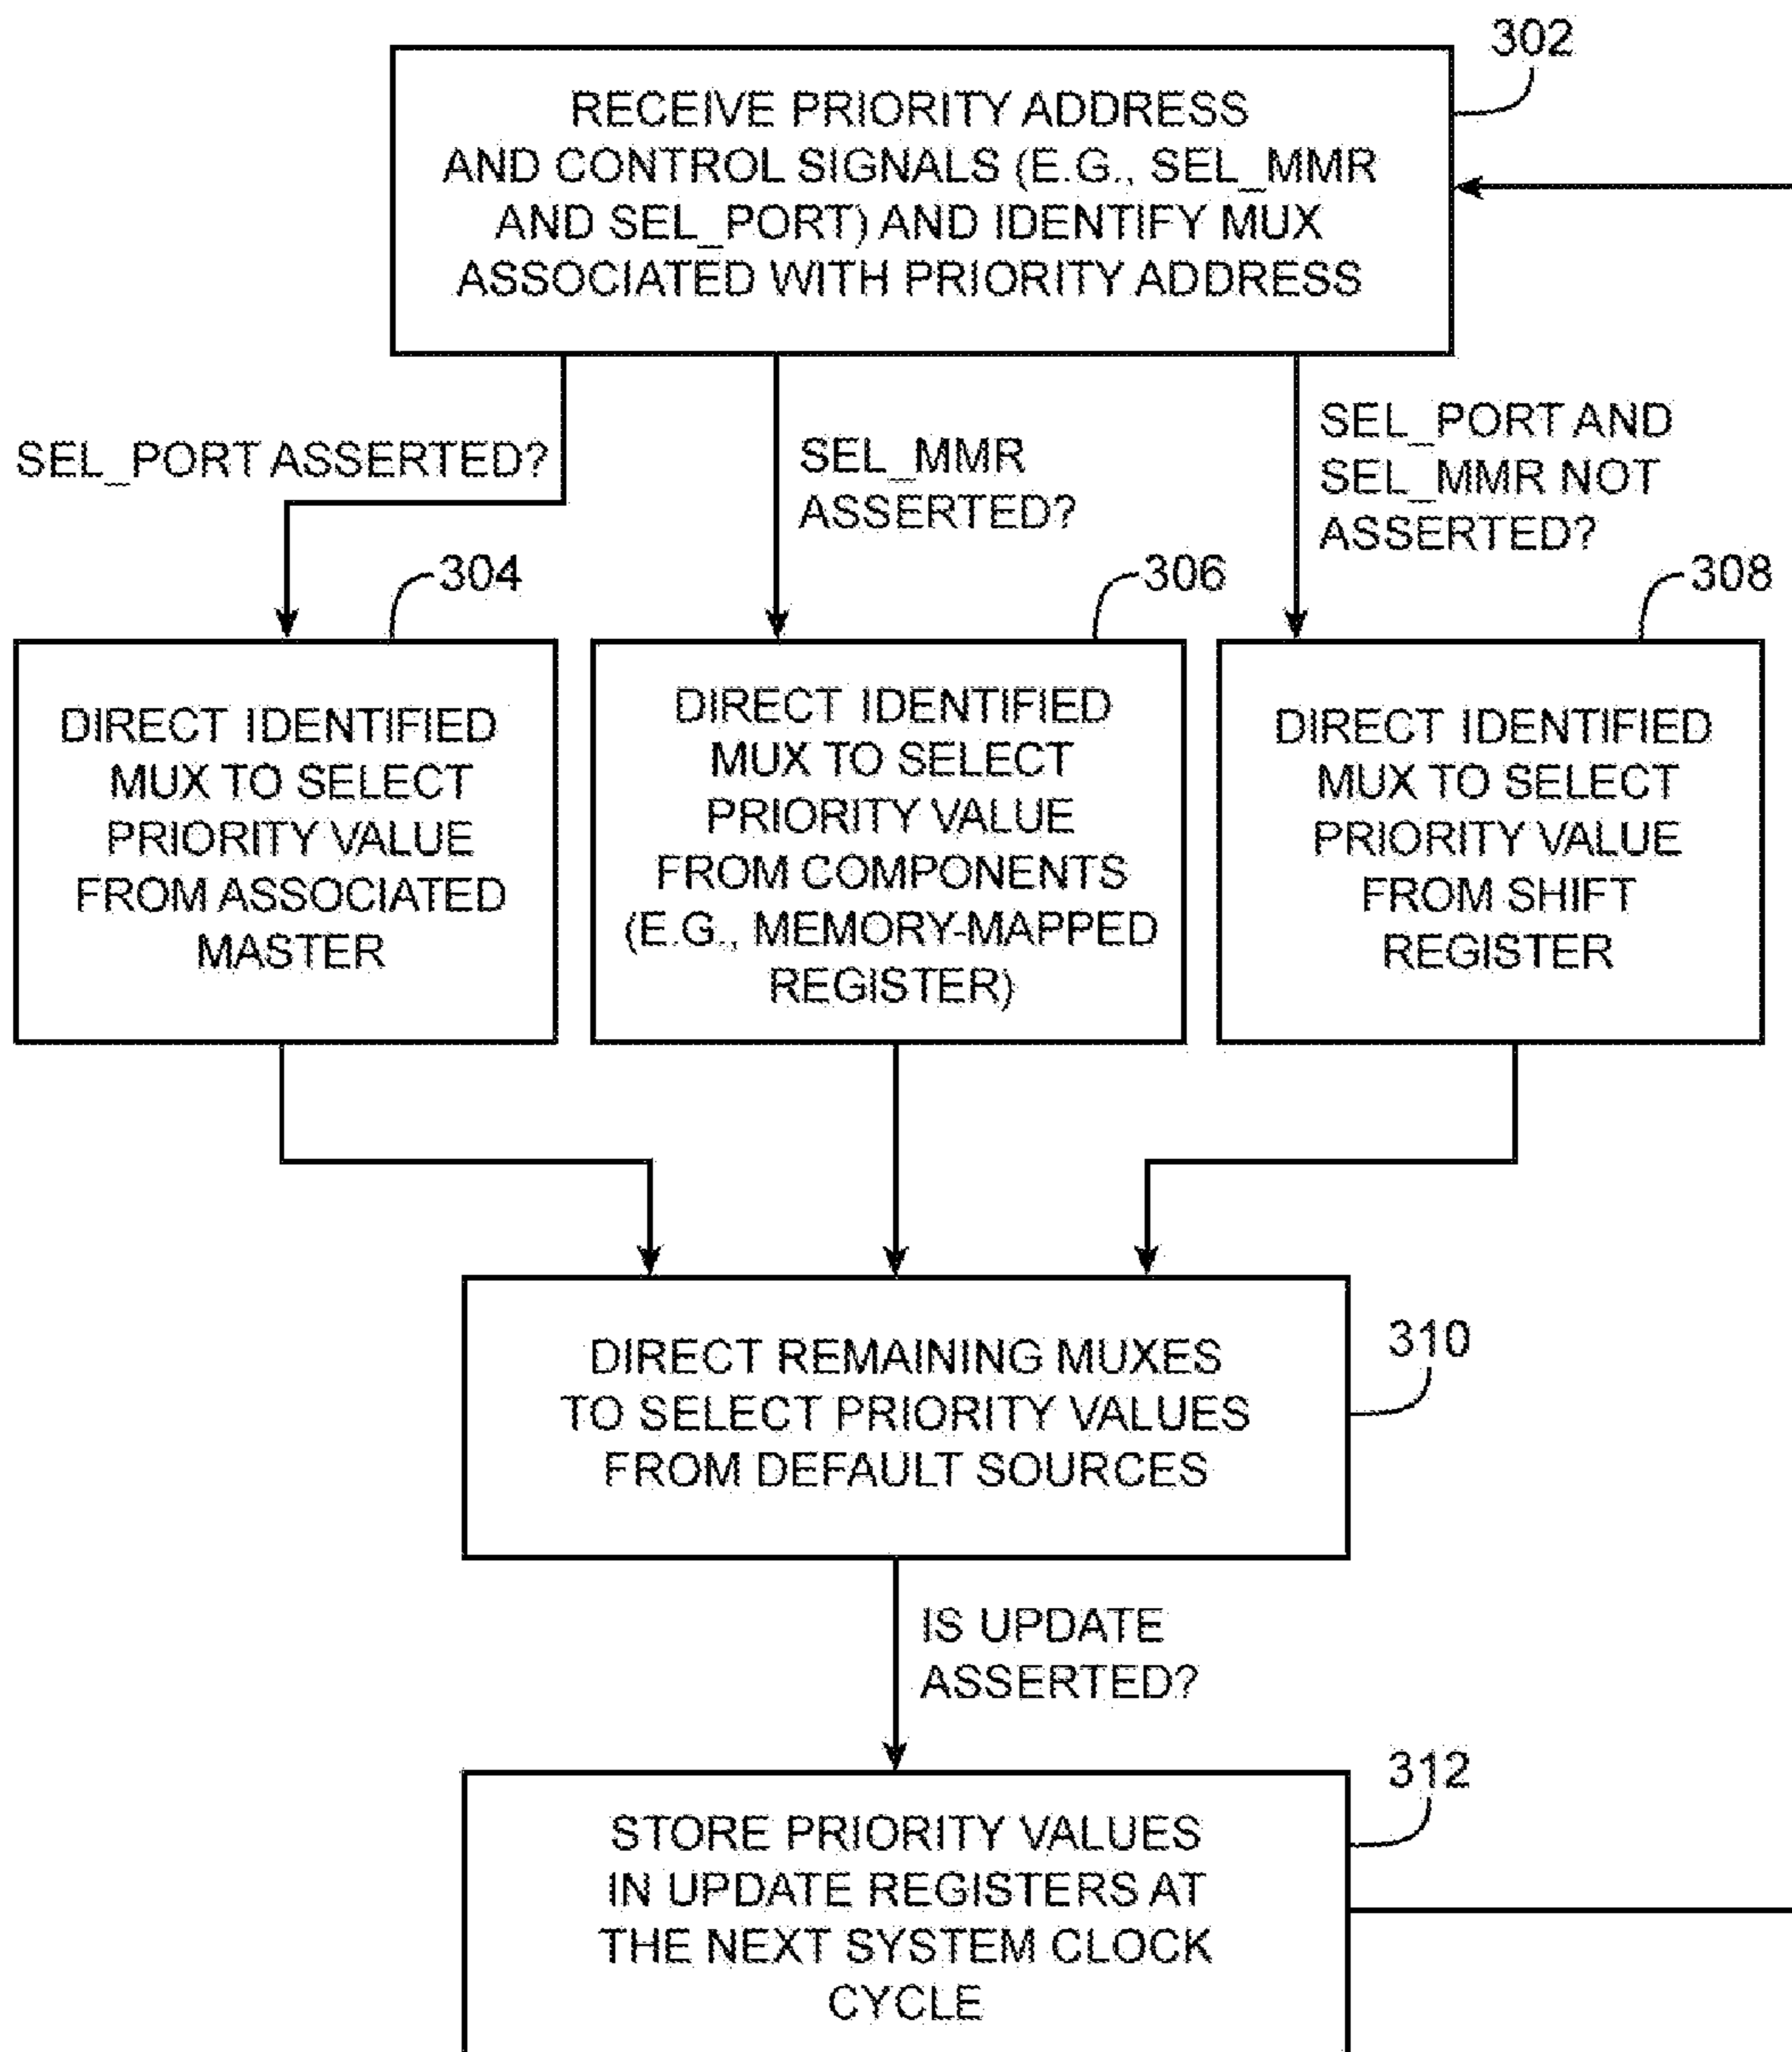 302
RECEIVE PRIORITY ADDRESS
AND CONTROL SIGNALS (E.G., SEL_MMR
AND SEL_PORT) AND IDENTIFY MUX
ASSOCIATED WITH PRIORITY ADDRESS
SEL_PORT ASSERTED?
SEL_MMR
ASSERTED?
SEL_PORT AND
SEL_MMR NOT
ASSERTED?
304
306
308
DIRECT IDENTIFIED
MUX TO SELECT
PRIORITY VALUE
FROM ASSOCIATED
MASTER
DIRECT IDENTIFIED
MUX TO SELECT
PRIORITY VALUE
FROM COMPONENTS
(E.G., MEMORY-MAPPED
REGISTER)
DIRECT IDENTIFIED
MUX TO SELECT
PRIORITY VALUE
FROM SHIFT
REGISTER
310
DIRECT REMAINING MUXES
TO SELECT PRIORITY VALUES
FROM DEFAULT SOURCES
IS UPDATE
ASSERTED?
312
STORE PRIORITY VALUES
IN UPDATE REGISTERS AT
THE NEXT SYSTEM CLOCK
CYCLE